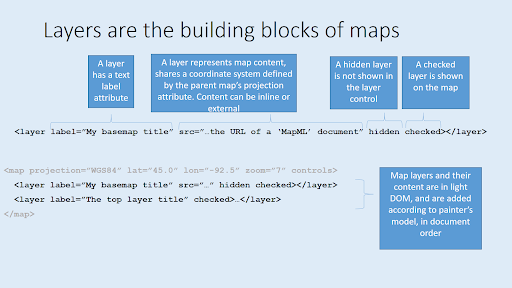 Layers are the building blocks of maps
A layer
has a text
label
attribute
A layer represents map content,
shares a coordinate system defined
by the parent map's projection
attribute. Content can be inline or
external
A hidden layer
is not shown in
the layer
control
A checked
layer is shown
on the map
<layer label="My basemap title" src="…the URL of a 'MapML' document" hidden checked></layer>
<map projection="WGS84" lat="45.0" lon="-92.5" zoom="7" controls>
<layer label="My basemap title" src="…" hidden checked></layer>
<layer label="The top layer title" checked>…</layer>
</map>
Map layers and their
content are in light
DOM, and are added
according to painter's
model, in document
order